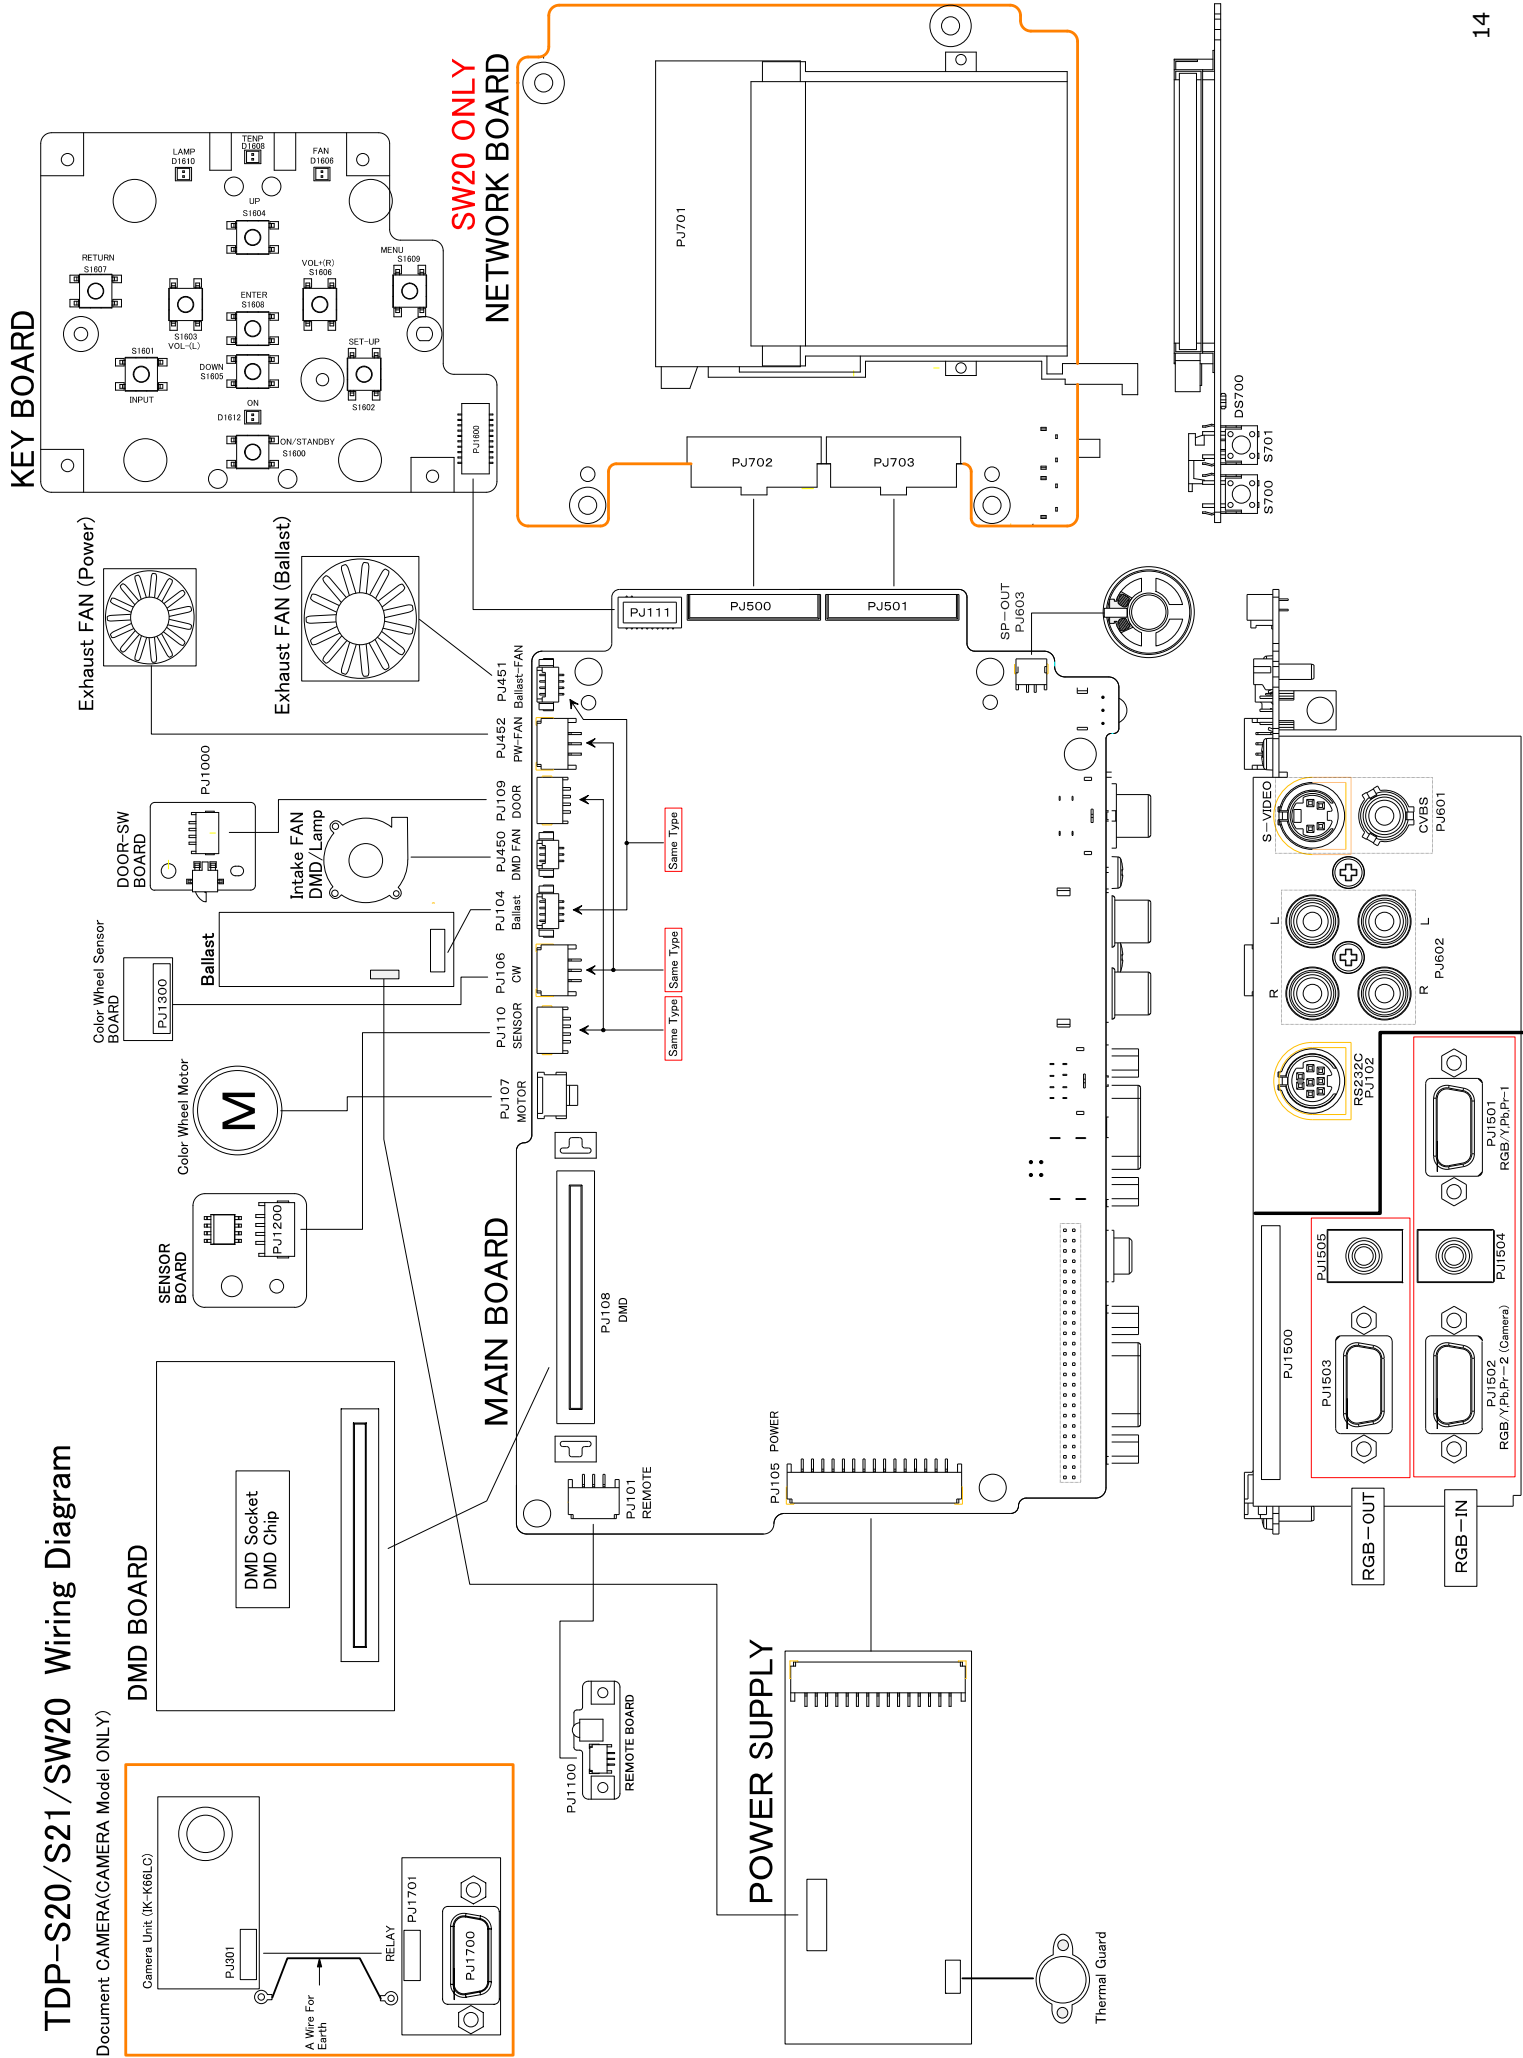 TDP-S20/S21/SW20 Wiring Diagram
Document CAMERA(CAMERA Model ONLY)
Camera Unit (IK-K66LC)
PJ301
A Wire For
Earth
RELAY
PJ1701
PJ1700
DMD BOARD
DMD Socket
DMD Chip
SENSOR
BOARD
PJ1200
Color Wheel Motor
M
Color Wheel Sensor
BOARD
PJ1300
Ballast
DOOR-SW
BOARD
PJ1000
Intake FAN
DMD/Lamp
Exhaust FAN (Power)
Exhaust FAN (Ballast)
KEY BOARD
RETURN
S1607
LAMP
D1610
TENP
D1608
FAN
D1606
UP
S1604
S1601
INPUT
S1603
VOL-(L)
ENTER
S1608
VOL+(R)
S1606
MENU
S1609
DOWN
S1605
SET-UP
S1602
ON
D1612
ON/STANDBY
S1600
PJ1600
SW20 ONLY
NETWORK BOARD
PJ701
PJ702
PJ703
MAIN BOARD
PJ101
REMOTE
PJ108
DMD
PJ107
MOTOR
PJ110
SENSOR
PJ106
CW
PJ104
Ballast
PJ450
DMD FAN
PJ109
DOOR
PJ452
PW-FAN
PJ451
Ballast-FAN
PJ111
PJ500
PJ501
Same Type
Same Type
Same Type
SP-OUT
PJ603
PJ105 POWER
PJ1100
REMOTE BOARD
POWER SUPPLY
Thermal Guard
S700
S701
DS700
S-VIDEO
CVBS
PJ601
L
L
R
R
PJ602
RS232C
PJ102
PJ1501
RGB/Y,Pb,Pr-1
PJ1505
PJ1504
PJ1500
PJ1503
PJ1502
RGB/Y,Pb,Pr-2 (Camera)
RGB-OUT
RGB-IN
14